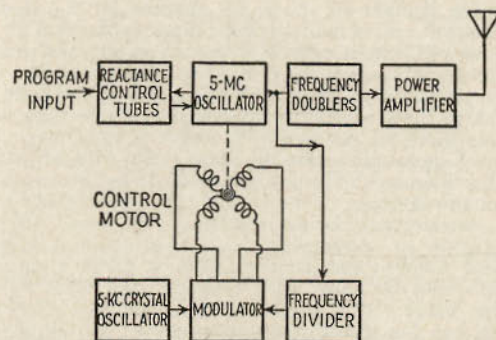 PROGRAM
INPUT
REACTANCE
CONTROL
TUBES
5-MC
OSCILLATOR
FREQUENCY
DOUBLERS
POWER
AMPLIFIER
CONTROL
MOTOR
5-KC CRYSTAL
OSCILLATOR
MODULATOR
FREQUENCY
DIVIDER